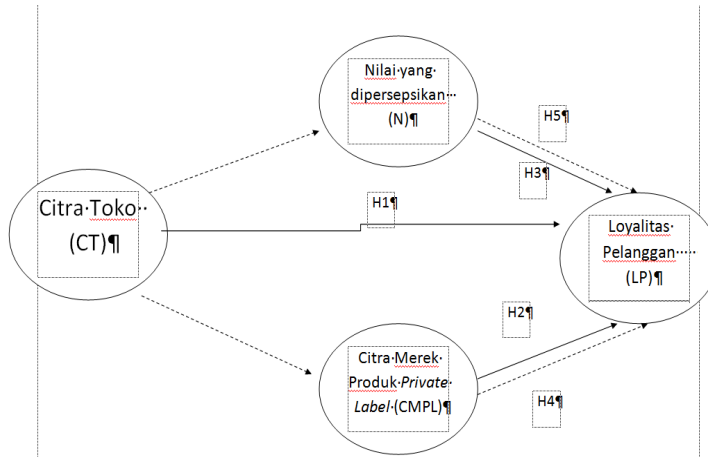 Nilai yang
dipersepsikan
(N)¶
H5¶
H3¶
Citra Toko
(CT)¶
H1¶
Loyalitas
Pelanggan
(LP)¶
H2¶
Citra Merek
Produk Private
Label (CMPL)¶
H4¶